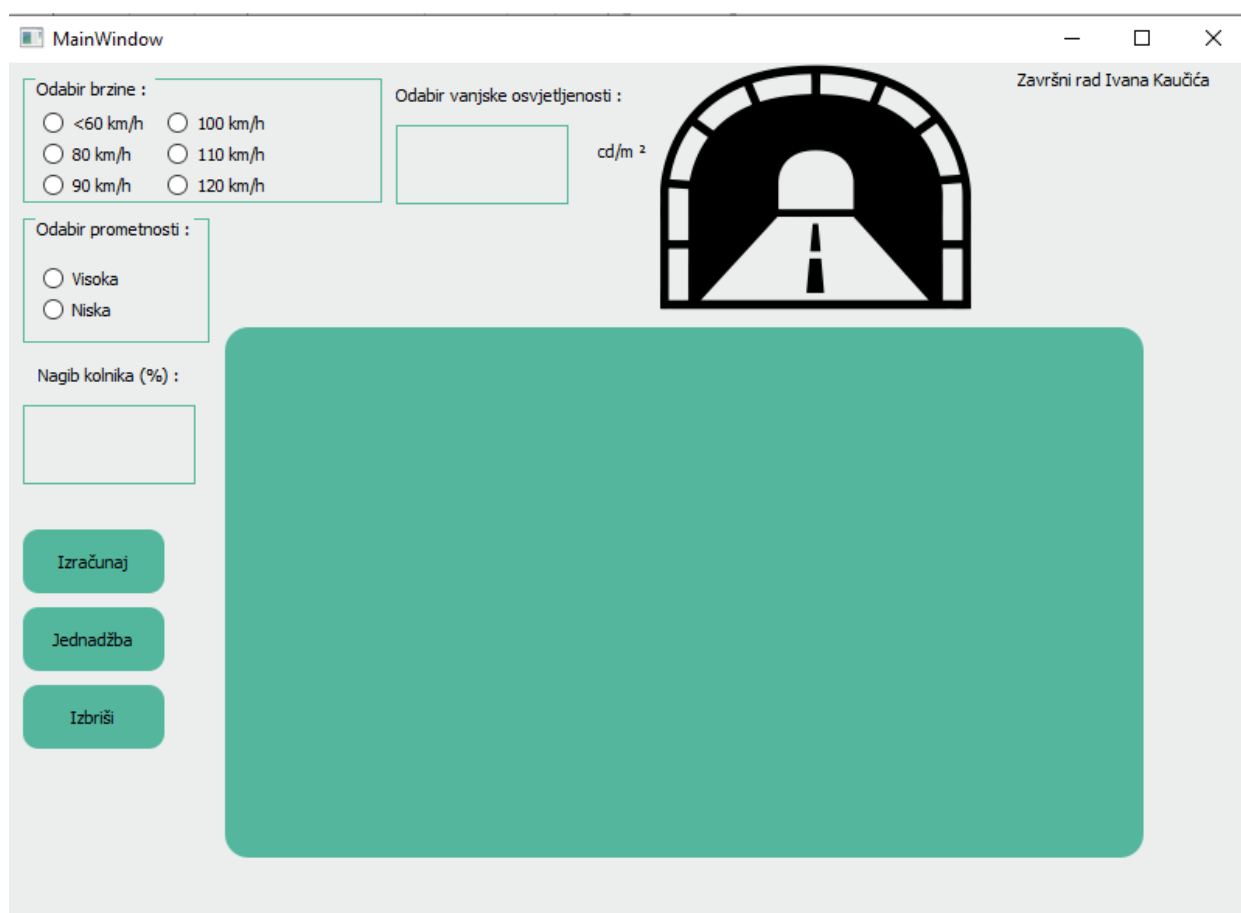 MainWindow
Završni rad Ivana Kaučića
Odabir brzine :
<60 km/h 100 km/h
80 km/h 110 km/h
90 km/h 120 km/h
Odabir vanjske osvjetljenosti :
cd/m ²
Odabir prometnosti :
Visoka
Niska
Nagib kolnika (%) :
Izračunaj
Jednadžba
Izbriši